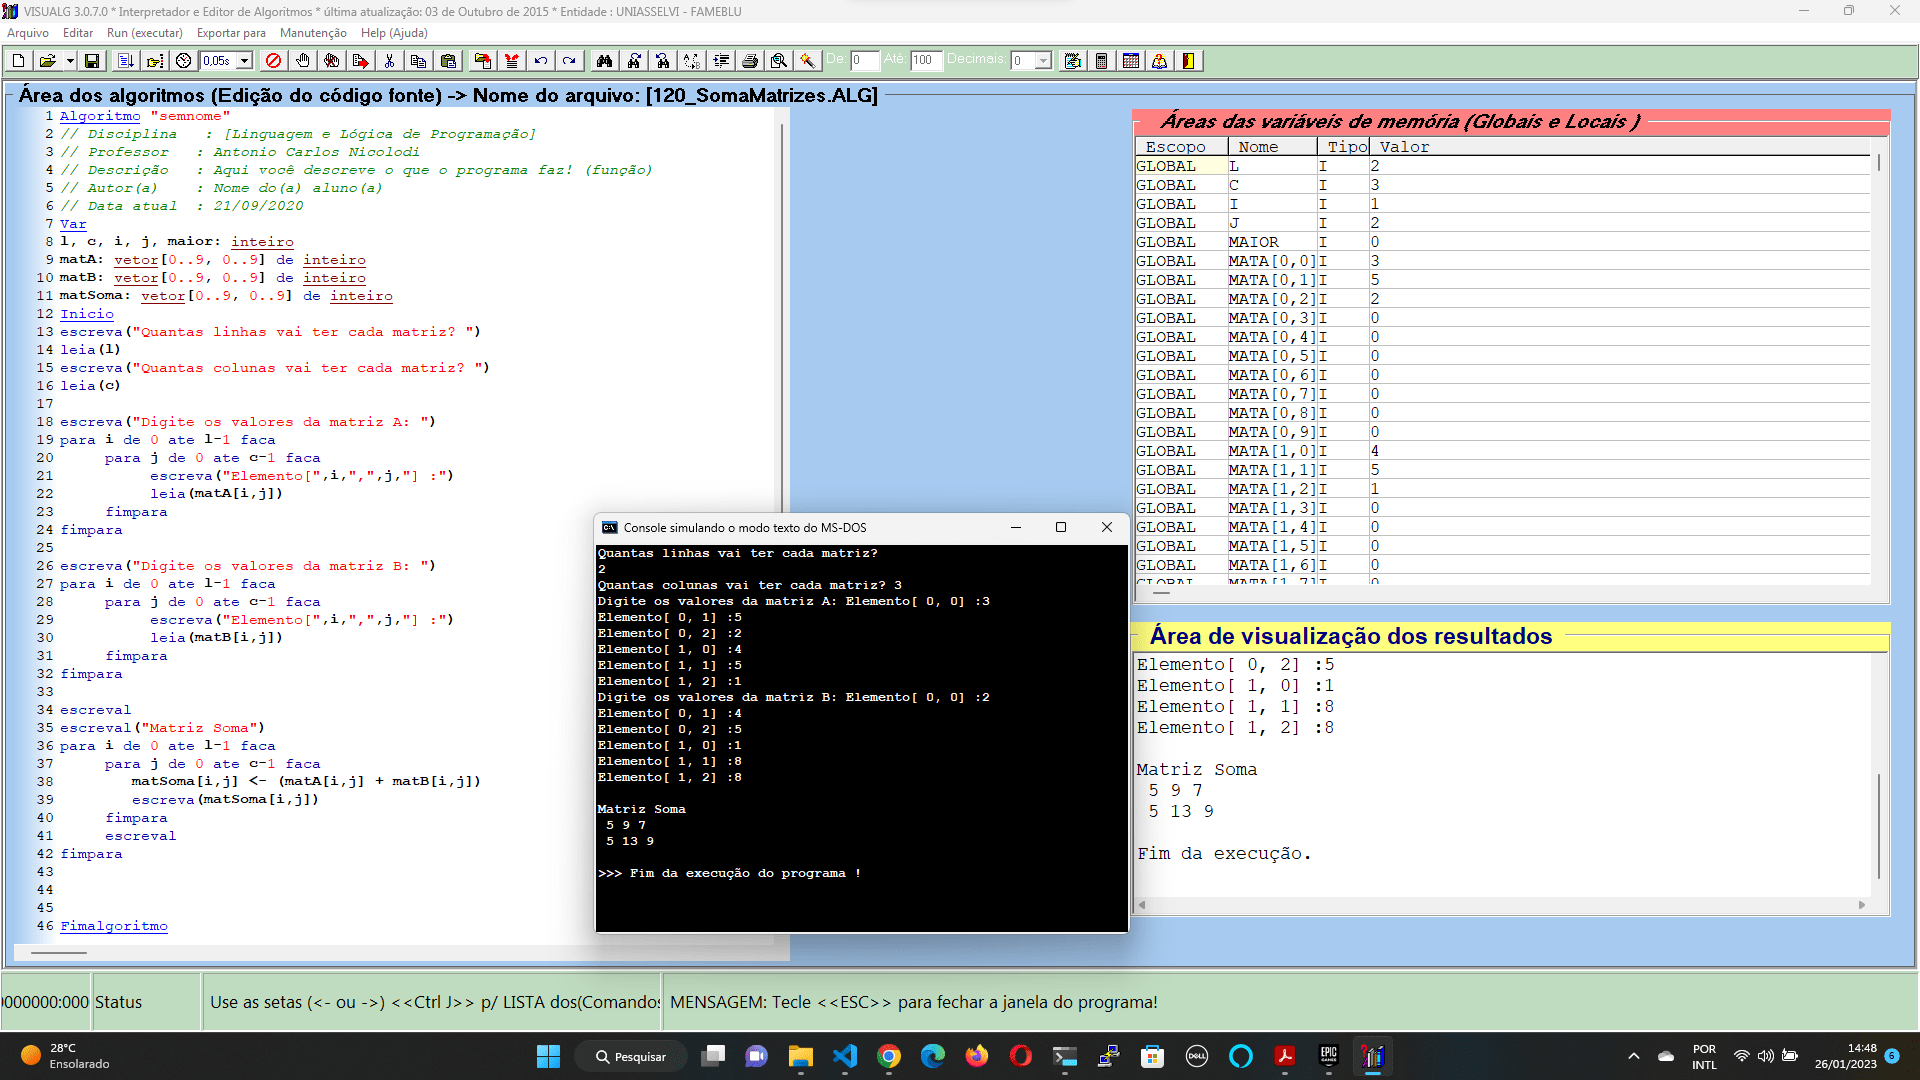 VISUALG 3.0.7.0 * Interpretador e Editor de Algoritmos * última atualização: 03 de Outubro de 2015 * Entidade : UNIASSELVI - FAMEBLU
Arquivo Editar Run (executar) Exportar para Manutenção Help (Ajuda)
0,05s De: 0 Até: 100 Decimais: 0
Área dos algoritmos (Edição do código fonte) -> Nome do arquivo: [120_SomaMatrizes.ALG]
1 Algoritmo "semnome"
2 // Disciplina : [Linguagem e Lógica de Programação]
3 // Professor : Antonio Carlos Nicolodi
4 // Descrição : Aqui você descreve o que o programa faz! (função)
5 // Autor(a) : Nome do(a) aluno(a)
6 // Data atual : 21/09/2020
7 Var
8 l, c, i, j, maior: inteiro
9 matA: vetor[0..9, 0..9] de inteiro
10 matB: vetor[0..9, 0..9] de inteiro
11 matSoma: vetor[0..9, 0..9] de inteiro
12 Inicio
13 escreva("Quantas linhas vai ter cada matriz? ")
14 leia(l)
15 escreva("Quantas colunas vai ter cada matriz? ")
16 leia(c)
17
18 escreva("Digite os valores da matriz A: ")
19 para i de 0 ate l-1 faca
20 para j de 0 ate c-1 faca
21 escreva("Elemento[",i,",",j,"] :")
22 leia(matA[i,j])
23 fimpara
24 fimpara
25
26 escreva("Digite os valores da matriz B: ")
27 para i de 0 ate l-1 faca
28 para j de 0 ate c-1 faca
29 escreva("Elemento[",i,",",j,"] :")
30 leia(matB[i,j])
31 fimpara
32 fimpara
33
34 escreval
35 escreval("Matriz Soma")
36 para i de 0 ate l-1 faca
37 para j de 0 ate c-1 faca
38 matSoma[i,j] <- (matA[i,j] + matB[i,j])
39 escreva(matSoma[i,j])
40 fimpara
41 escreval
42 fimpara
43
44
45
46 Fimalgoritmo
Console simulando o modo texto do MS-DOS
Quantas linhas vai ter cada matriz?
2
Quantas colunas vai ter cada matriz? 3
Digite os valores da matriz A: Elemento[ 0, 0] :3
Elemento[ 0, 1] :5
Elemento[ 0, 2] :2
Elemento[ 1, 0] :4
Elemento[ 1, 1] :5
Elemento[ 1, 2] :1
Digite os valores da matriz B: Elemento[ 0, 0] :2
Elemento[ 0, 1] :4
Elemento[ 0, 2] :5
Elemento[ 1, 0] :1
Elemento[ 1, 1] :8
Elemento[ 1, 2] :8
Matriz Soma
5 9 7
5 13 9
>>> Fim da execução do programa !
Áreas das variáveis de memória (Globais e Locais )
Escopo Nome Tipo Valor
GLOBAL L I 2
GLOBAL C I 3
GLOBAL I I 1
GLOBAL J I 2
GLOBAL MAIOR I 0
GLOBAL MATA[0,0] I 3
GLOBAL MATA[0,1] I 5
GLOBAL MATA[0,2] I 2
GLOBAL MATA[0,3] I 0
GLOBAL MATA[0,4] I 0
GLOBAL MATA[0,5] I 0
GLOBAL MATA[0,6] I 0
GLOBAL MATA[0,7] I 0
GLOBAL MATA[0,8] I 0
GLOBAL MATA[0,9] I 0
GLOBAL MATA[1,0] I 4
GLOBAL MATA[1,1] I 5
GLOBAL MATA[1,2] I 1
GLOBAL MATA[1,3] I 0
GLOBAL MATA[1,4] I 0
GLOBAL MATA[1,5] I 0
GLOBAL MATA[1,6] I 0
GLOBAL MATA[1,7] I 0
Área de visualização dos resultados
Elemento[ 0, 2] :5
Elemento[ 1, 0] :1
Elemento[ 1, 1] :8
Elemento[ 1, 2] :8
Matriz Soma
5 9 7
5 13 9
Fim da execução.
0000000:000 Status Use as setas (<- ou ->) <<Ctrl J>> p/ LISTA dos(Comandos MENSAGEM: Tecle <<ESC>> para fechar a janela do programa!
28°C
Ensolarado
Pesquisar
DELL
EPIC GAMES
POR
INTL
14:48
26/01/2023
6